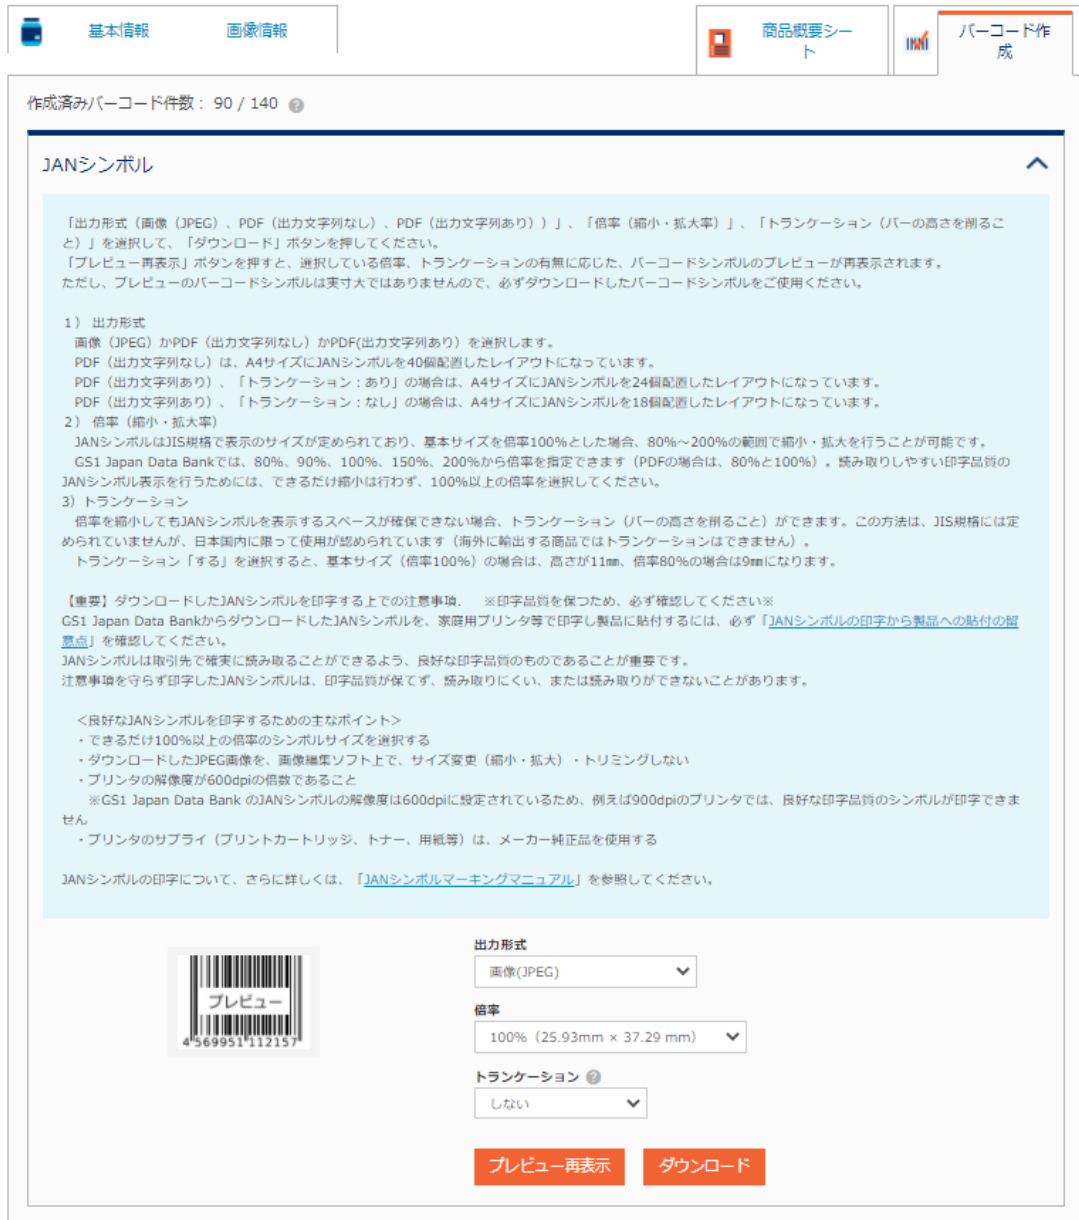 基本情報
画像情報
商品概要シー
ト
バーコード作
成
作成済みバーコード件数： 90 / 140 ?
JANシンボル
「出力形式（画像（JPEG）、PDF（出力文字列なし）、PDF（出力文字列あり））」、「倍率（縮小・拡大率）」、「トランケーション（バーの高さを削るこ
と）」を選択して、「ダウンロード」ボタンを押してください。
「プレビュー再表示」ボタンを押すと、選択している倍率、トランケーションの有無に応じた、バーコードシンボルのプレビューが再表示されます。
ただし、プレビューのバーコードシンボルは実寸大ではありませんので、必ずダウンロードしたバーコードシンボルをご使用ください。
1） 出力形式
画像（JPEG）かPDF（出力文字列なし）かPDF(出力文字列あり）を選択します。
PDF（出力文字列なし）は、A4サイズにJANシンボルを40個配置したレイアウトになっています。
PDF（出力文字列あり）、「トランケーション：あり」の場合は、A4サイズにJANシンボルを24個配置したレイアウトになっています。
PDF（出力文字列あり）、「トランケーション：なし」の場合は、A4サイズにJANシンボルを18個配置したレイアウトになっています。
2） 倍率（縮小・拡大率）
JANシンボルはJIS規格で表示のサイズが定められており、基本サイズを倍率100%とした場合、80%～200%の範囲で縮小・拡大を行うことが可能です。
GS1 Japan Data Bankでは、80%、90%、100%、150%、200%から倍率を指定できます（PDFの場合は、80%と100%）。読み取りしやすい印字品質の
JANシンボル表示を行うためには、できるだけ縮小は行わず、100%以上の倍率を選択してください。
3）トランケーション
倍率を縮小してもJANシンボルを表示するスペースが確保できない場合、トランケーション（バーの高さを削ること）ができます。この方法は、JIS規格には定
められていませんが、日本国内に限って使用が認められています（海外に輸出する商品ではトランケーションはできません）。
トランケーション「する」を選択すると、基本サイズ（倍率100%）の場合は、高さが11㎜、倍率80%の場合は9㎜になります。
【重要】ダウンロードしたJANシンボルを印字する上での注意事項. ※印字品質を保つため、必ず確認してください※
GS1 Japan Data BankからダウンロードしたJANシンボルを、家庭用プリンタ等で印字し製品に貼付するには、必ず「JANシンボルの印字から製品への貼付の留
意点」を確認してください。
JANシンボルは取引先で確実に読み取ることができるよう、良好な印字品質のものであることが重要です。
注意事項を守らず印字したJANシンボルは、印字品質が保てず、読み取りにくい、または読み取りができないことがあります。
＜良好なJANシンボルを印字するための主なポイント＞
・できるだけ100%以上の倍率のシンボルサイズを選択する
・ダウンロードしたJPEG画像を、画像編集ソフト上で、サイズ変更（縮小・拡大）・トリミングしない
・プリンタの解像度が600dpiの倍数であること
※GS1 Japan Data Bank のJANシンボルの解像度は600dpiに設定されているため、例えば900dpiのプリンタでは、良好な印字品質のシンボルが印字できま
せん
・プリンタのサプライ（プリントカートリッジ、トナー、用紙等）は、メーカー純正品を使用する
JANシンボルの印字について、さらに詳しくは、「JANシンボルマーキングマニュアル」を参照してください。
プレビュー
4 569951 112157
出力形式
画像(JPEG)
倍率
100%（25.93mm × 37.29 mm）
トランケーション ?
しない
プレビュー再表示
ダウンロード